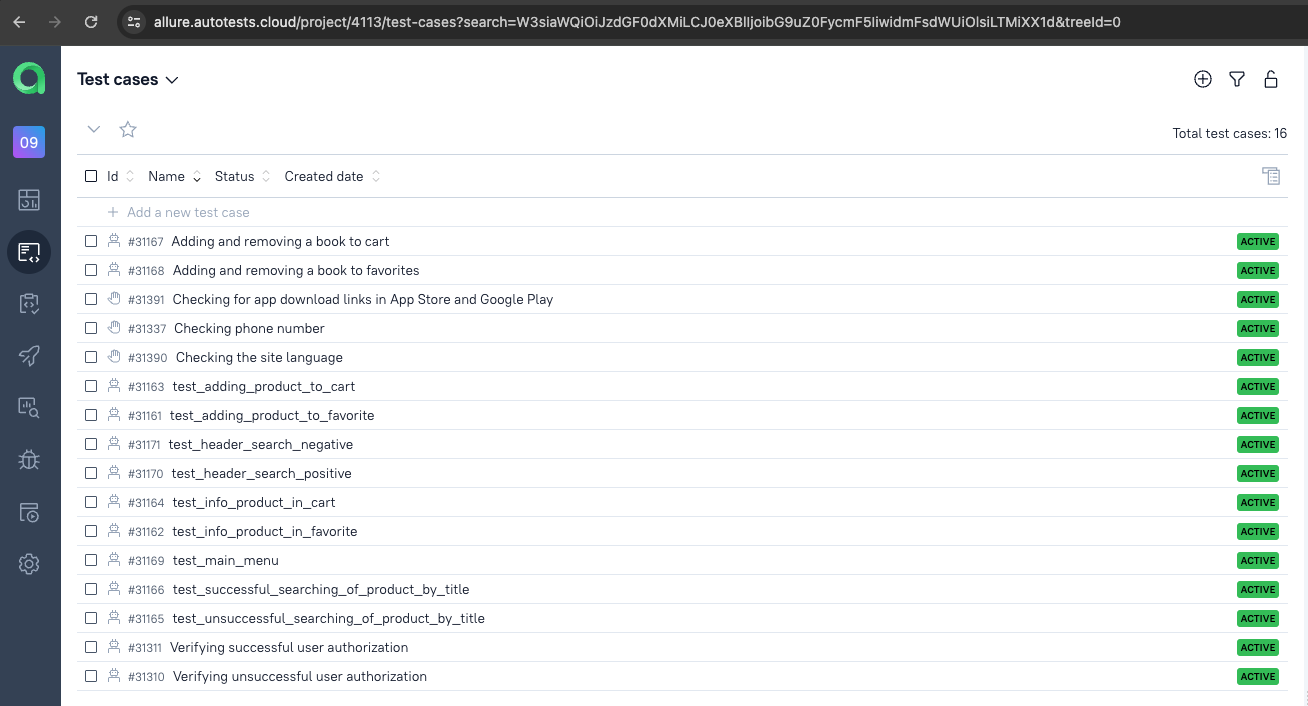 allure.autotests.cloud/project/4113/test-cases?search=W3siaWQiOiJzdGF0dXMiLCJ0eXBlIjoibG9uZ0FycmF5IiwidmFsdWUiOlsiLTMiXX1d&treeId=0
Test cases
09
Total test cases: 16
Id Name Status Created date
Add a new test case
#31167 Adding and removing a book to cart ACTIVE
#31168 Adding and removing a book to favorites ACTIVE
#31391 Checking for app download links in App Store and Google Play ACTIVE
#31337 Checking phone number ACTIVE
#31390 Checking the site language ACTIVE
#31163 test_adding_product_to_cart ACTIVE
#31161 test_adding_product_to_favorite ACTIVE
#31171 test_header_search_negative ACTIVE
#31170 test_header_search_positive ACTIVE
#31164 test_info_product_in_cart ACTIVE
#31162 test_info_product_in_favorite ACTIVE
#31169 test_main_menu ACTIVE
#31166 test_successful_searching_of_product_by_title ACTIVE
#31165 test_unsuccessful_searching_of_product_by_title ACTIVE
#31311 Verifying successful user authorization ACTIVE
#31310 Verifying unsuccessful user authorization ACTIVE